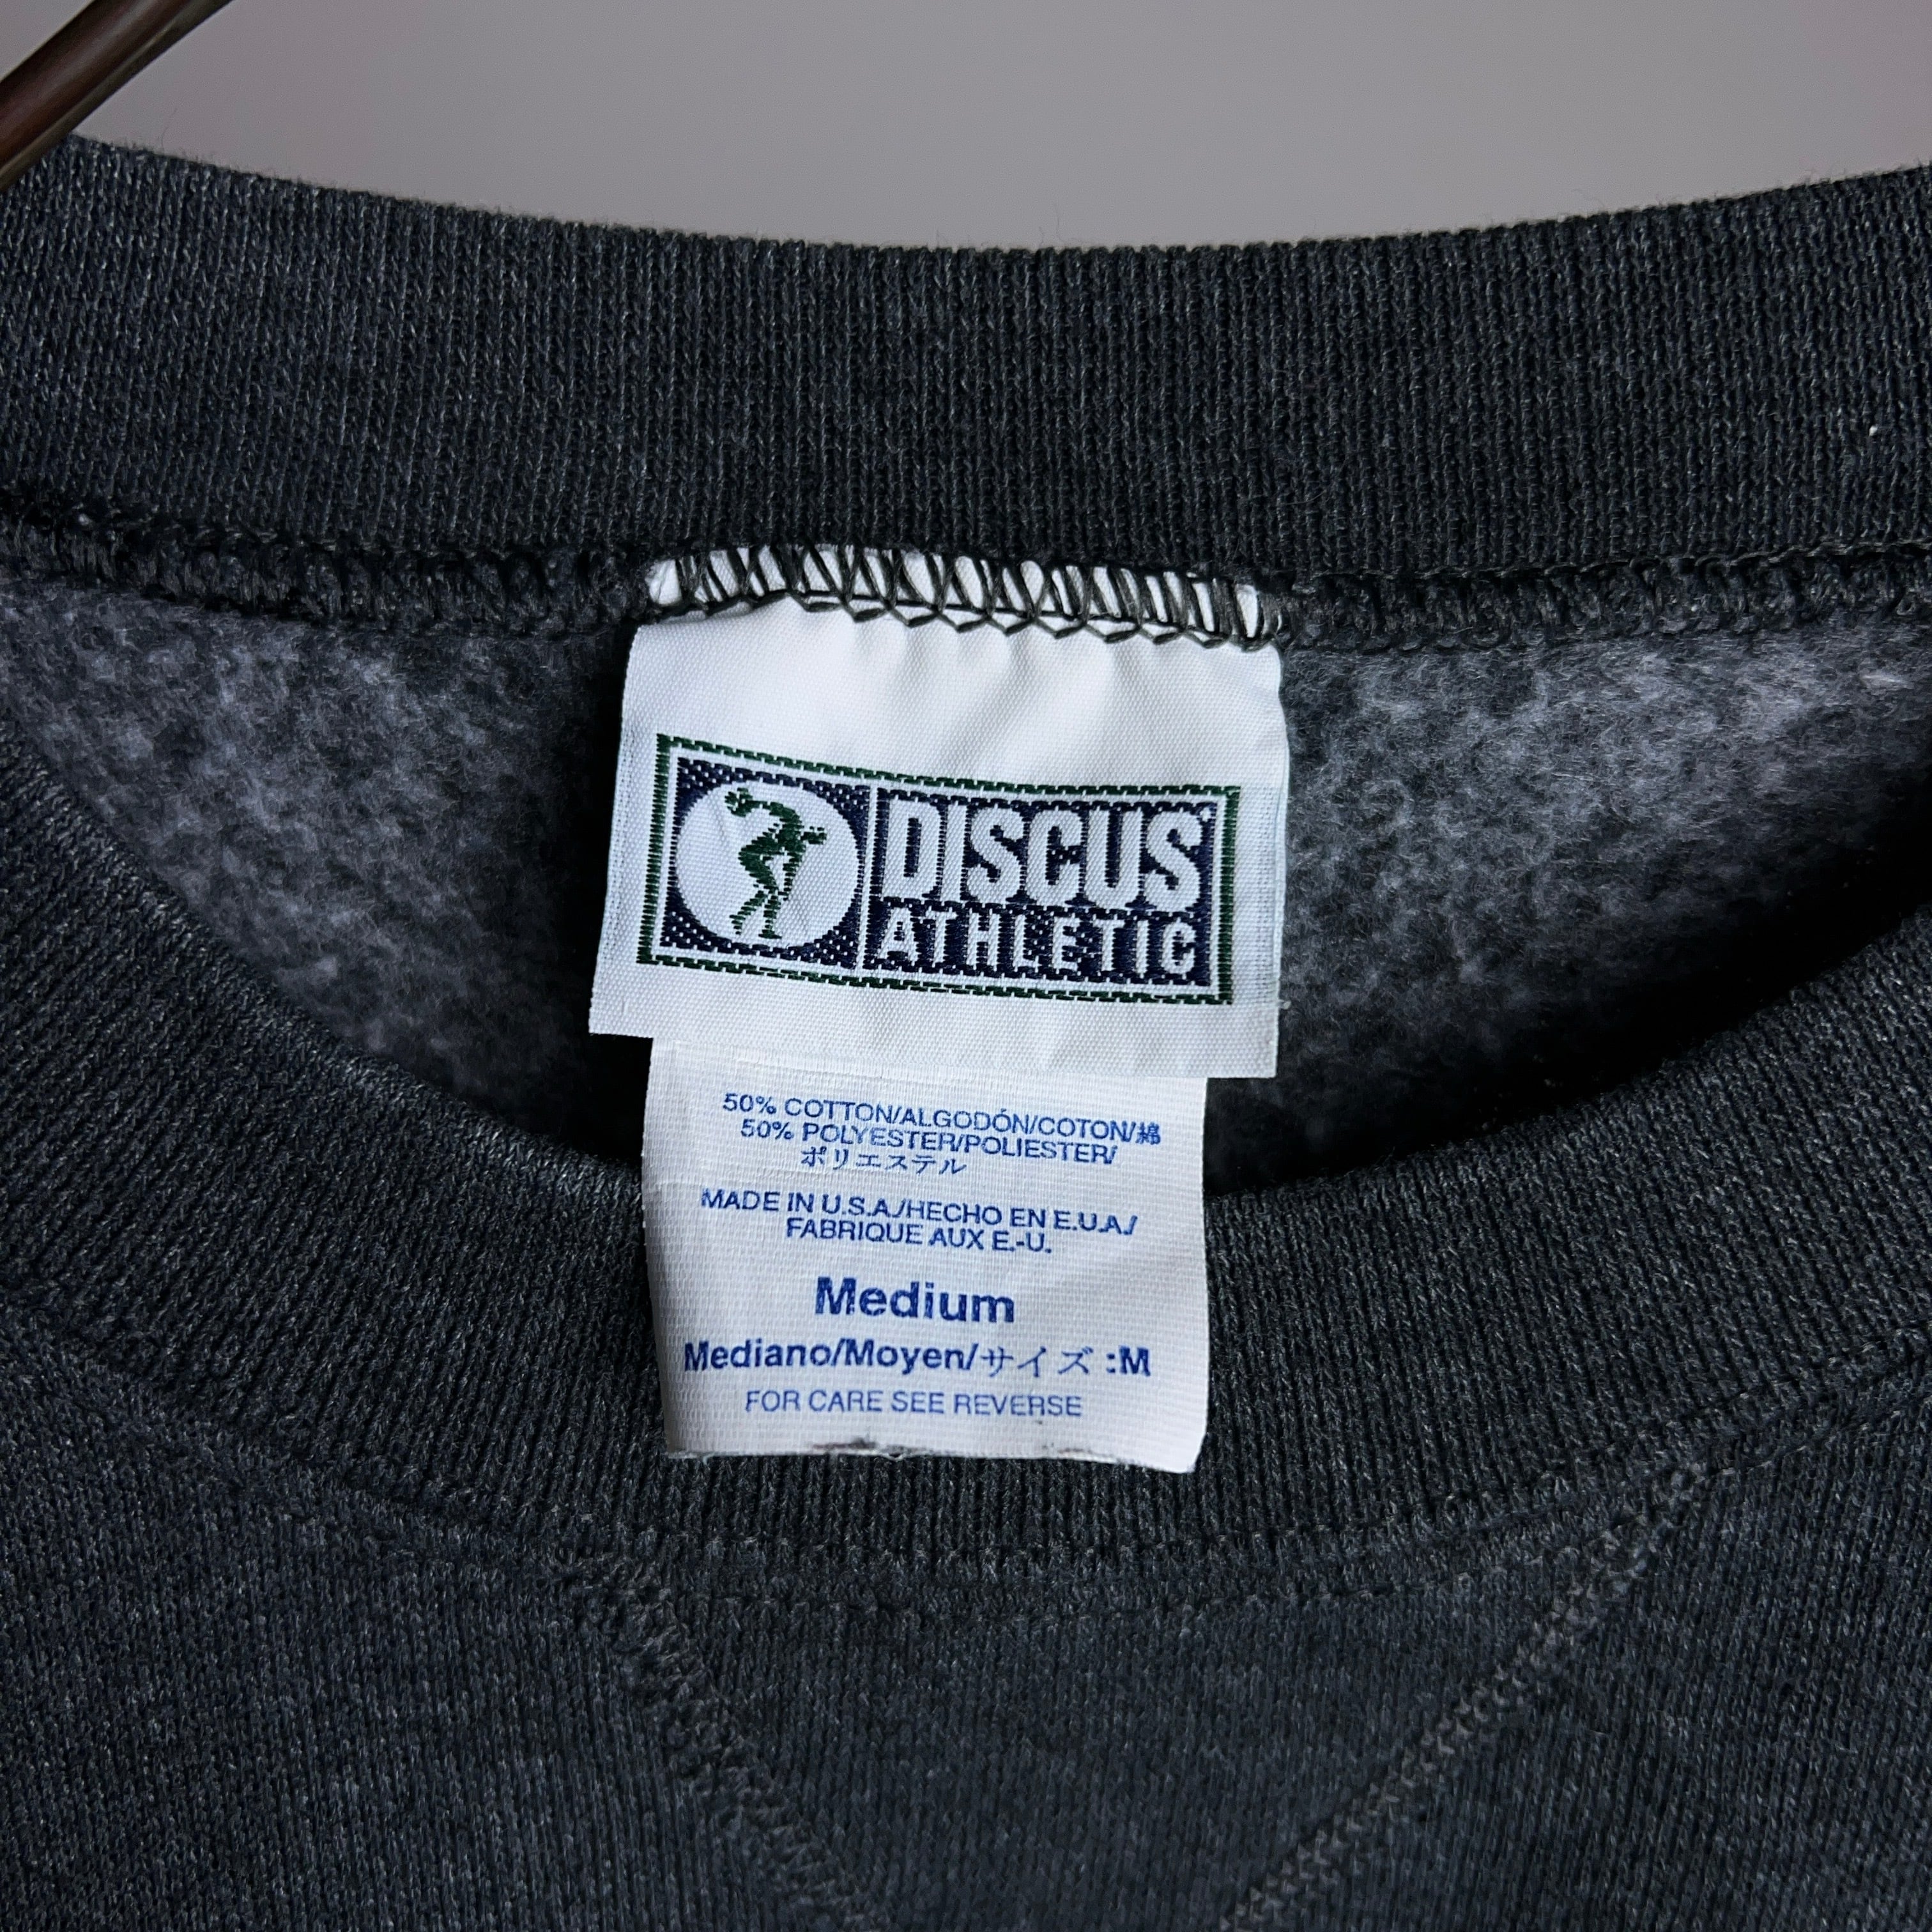 DISCUS
ATHLETIC
50% COTTON/ALGODÓN/COTON/綿
50% POLYESTER/POLIESTER/
ポリエステル
MADE IN U.S.A./HECHO EN E.U.A./
FABRIQUE AUX E.-U.
Medium
Mediano/Moyen/サイズ :M
FOR CARE SEE REVERSE